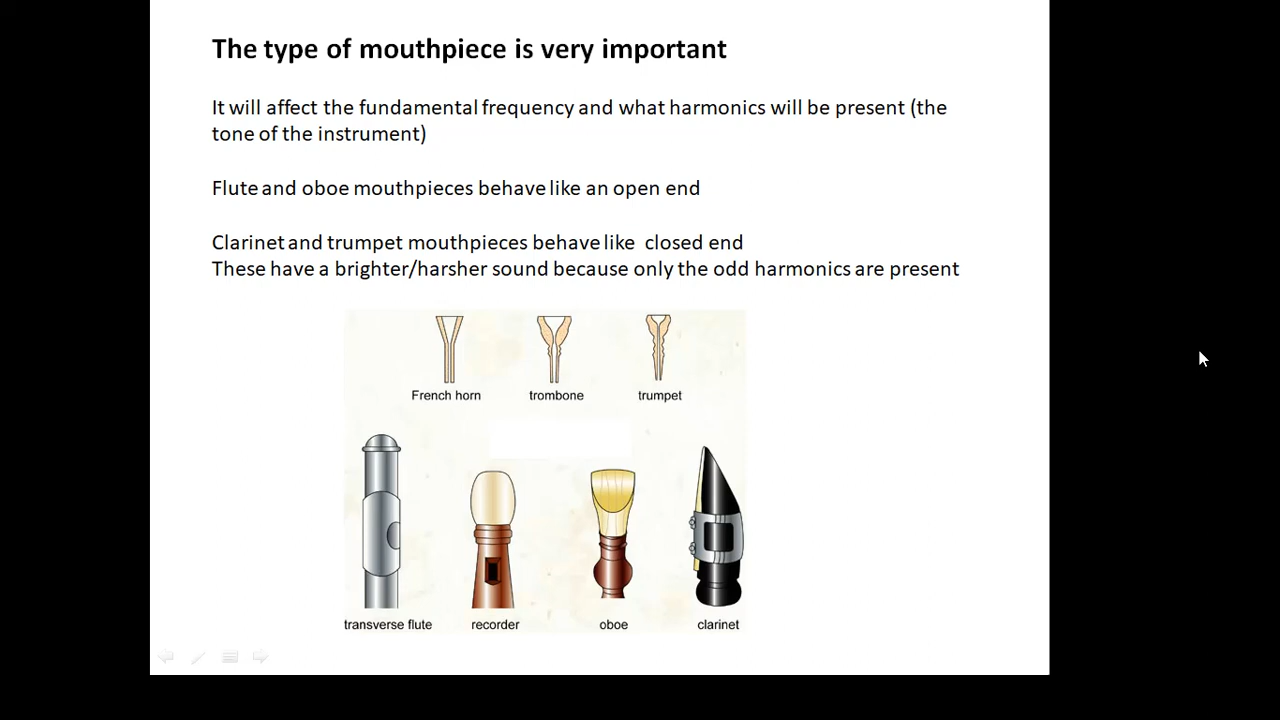 The type of mouthpiece is very important
It will affect the fundamental frequency and what harmonics will be present (the
tone of the instrument)
Flute and oboe mouthpieces behave like an open end
Clarinet and trumpet mouthpieces behave like  closed end
These have a brighter/harsher sound because only the odd harmonics are present
French horn
trombone
trumpet
transverse flute
recorder
oboe
clarinet